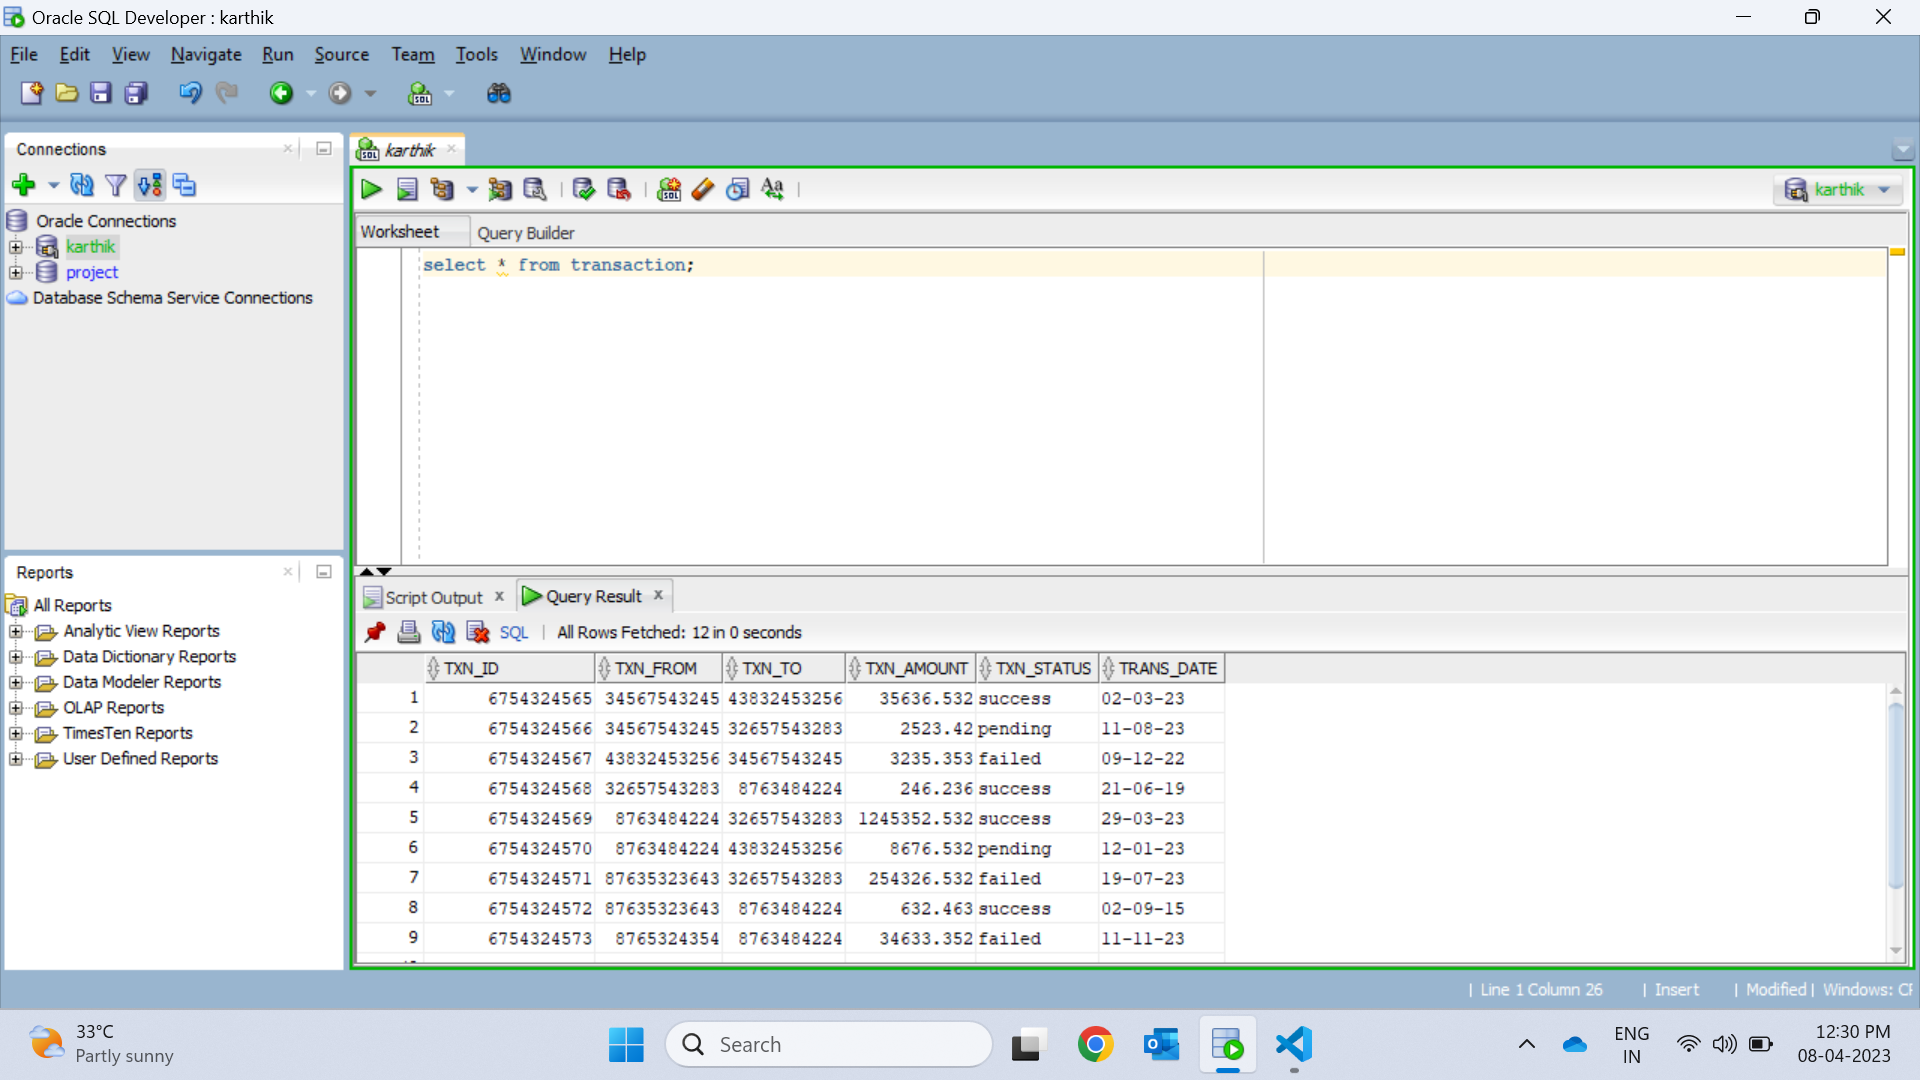 Oracle SQL Developer : karthik
File Edit View Navigate Run Source Team Tools Window Help
SQL
Connections
Oracle Connections
karthik
project
Database Schema Service Connections
Reports
All Reports
Analytic View Reports
Data Dictionary Reports
Data Modeler Reports
OLAP Reports
TimesTen Reports
User Defined Reports
SQL karthik
SQL Aa karthik
Worksheet Query Builder
select * from transaction;
Script Output Query Result
SQL | All Rows Fetched: 12 in 0 seconds
TXN_ID TXN_FROM TXN_TO TXN_AMOUNT TXN_STATUS TRANS_DATE
1 6754324565 34567543245 43832453256 35636.532 success 02-03-23
2 6754324566 34567543245 32657543283 2523.42 pending 11-08-23
3 6754324567 43832453256 34567543245 3235.353 failed 09-12-22
4 6754324568 32657543283 8763484224 246.236 success 21-06-19
5 6754324569 8763484224 32657543283 1245352.532 success 29-03-23
6 6754324570 8763484224 43832453256 8676.532 pending 12-01-23
7 6754324571 87635323643 32657543283 254326.532 failed 19-07-23
8 6754324572 87635323643 8763484224 632.463 success 02-09-15
9 6754324573 8765324354 8763484224 34633.352 failed 11-11-23
| Line 1 Column 26 | Insert | Modified | Windows: CR
33°C
Partly sunny
Search
ENG
IN
12:30 PM
08-04-2023